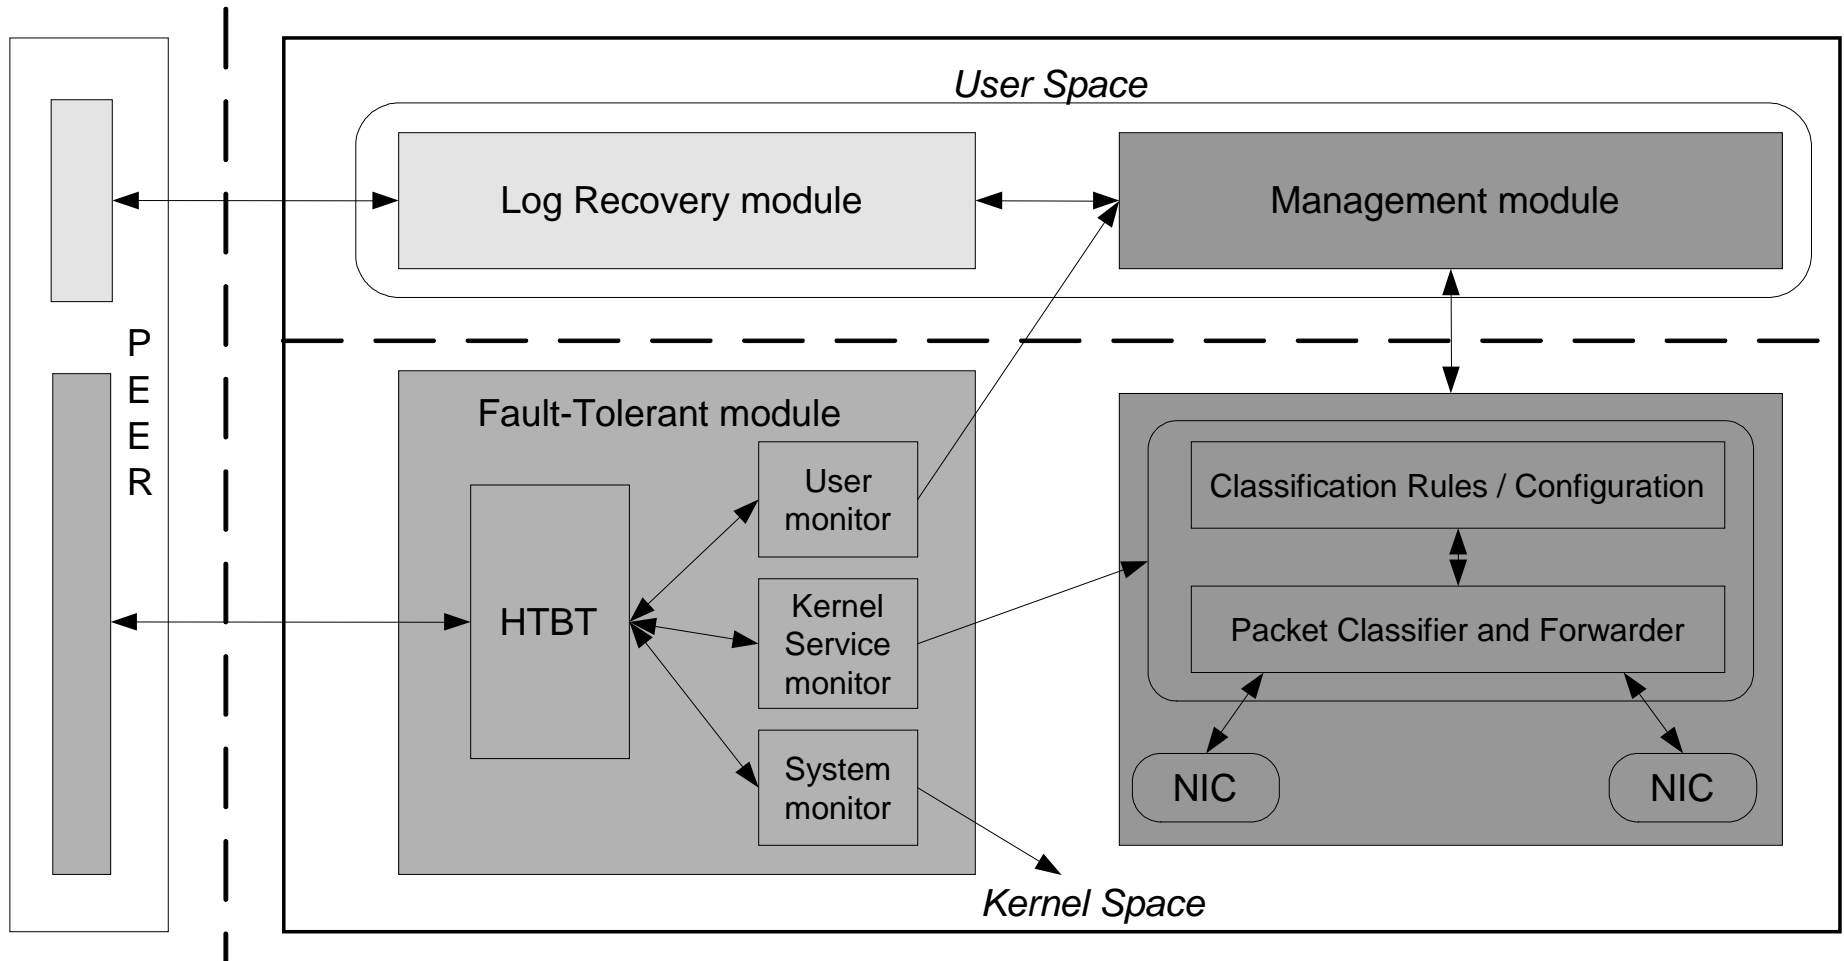 User Space
Log Recovery module
Management module
P
E
E
R
Fault-Tolerant module
User
monitor
HTBT
Kernel
Service
monitor
System
monitor
Classification Rules / Configuration
Packet Classifier and Forwarder
NIC
NIC
Kernel Space